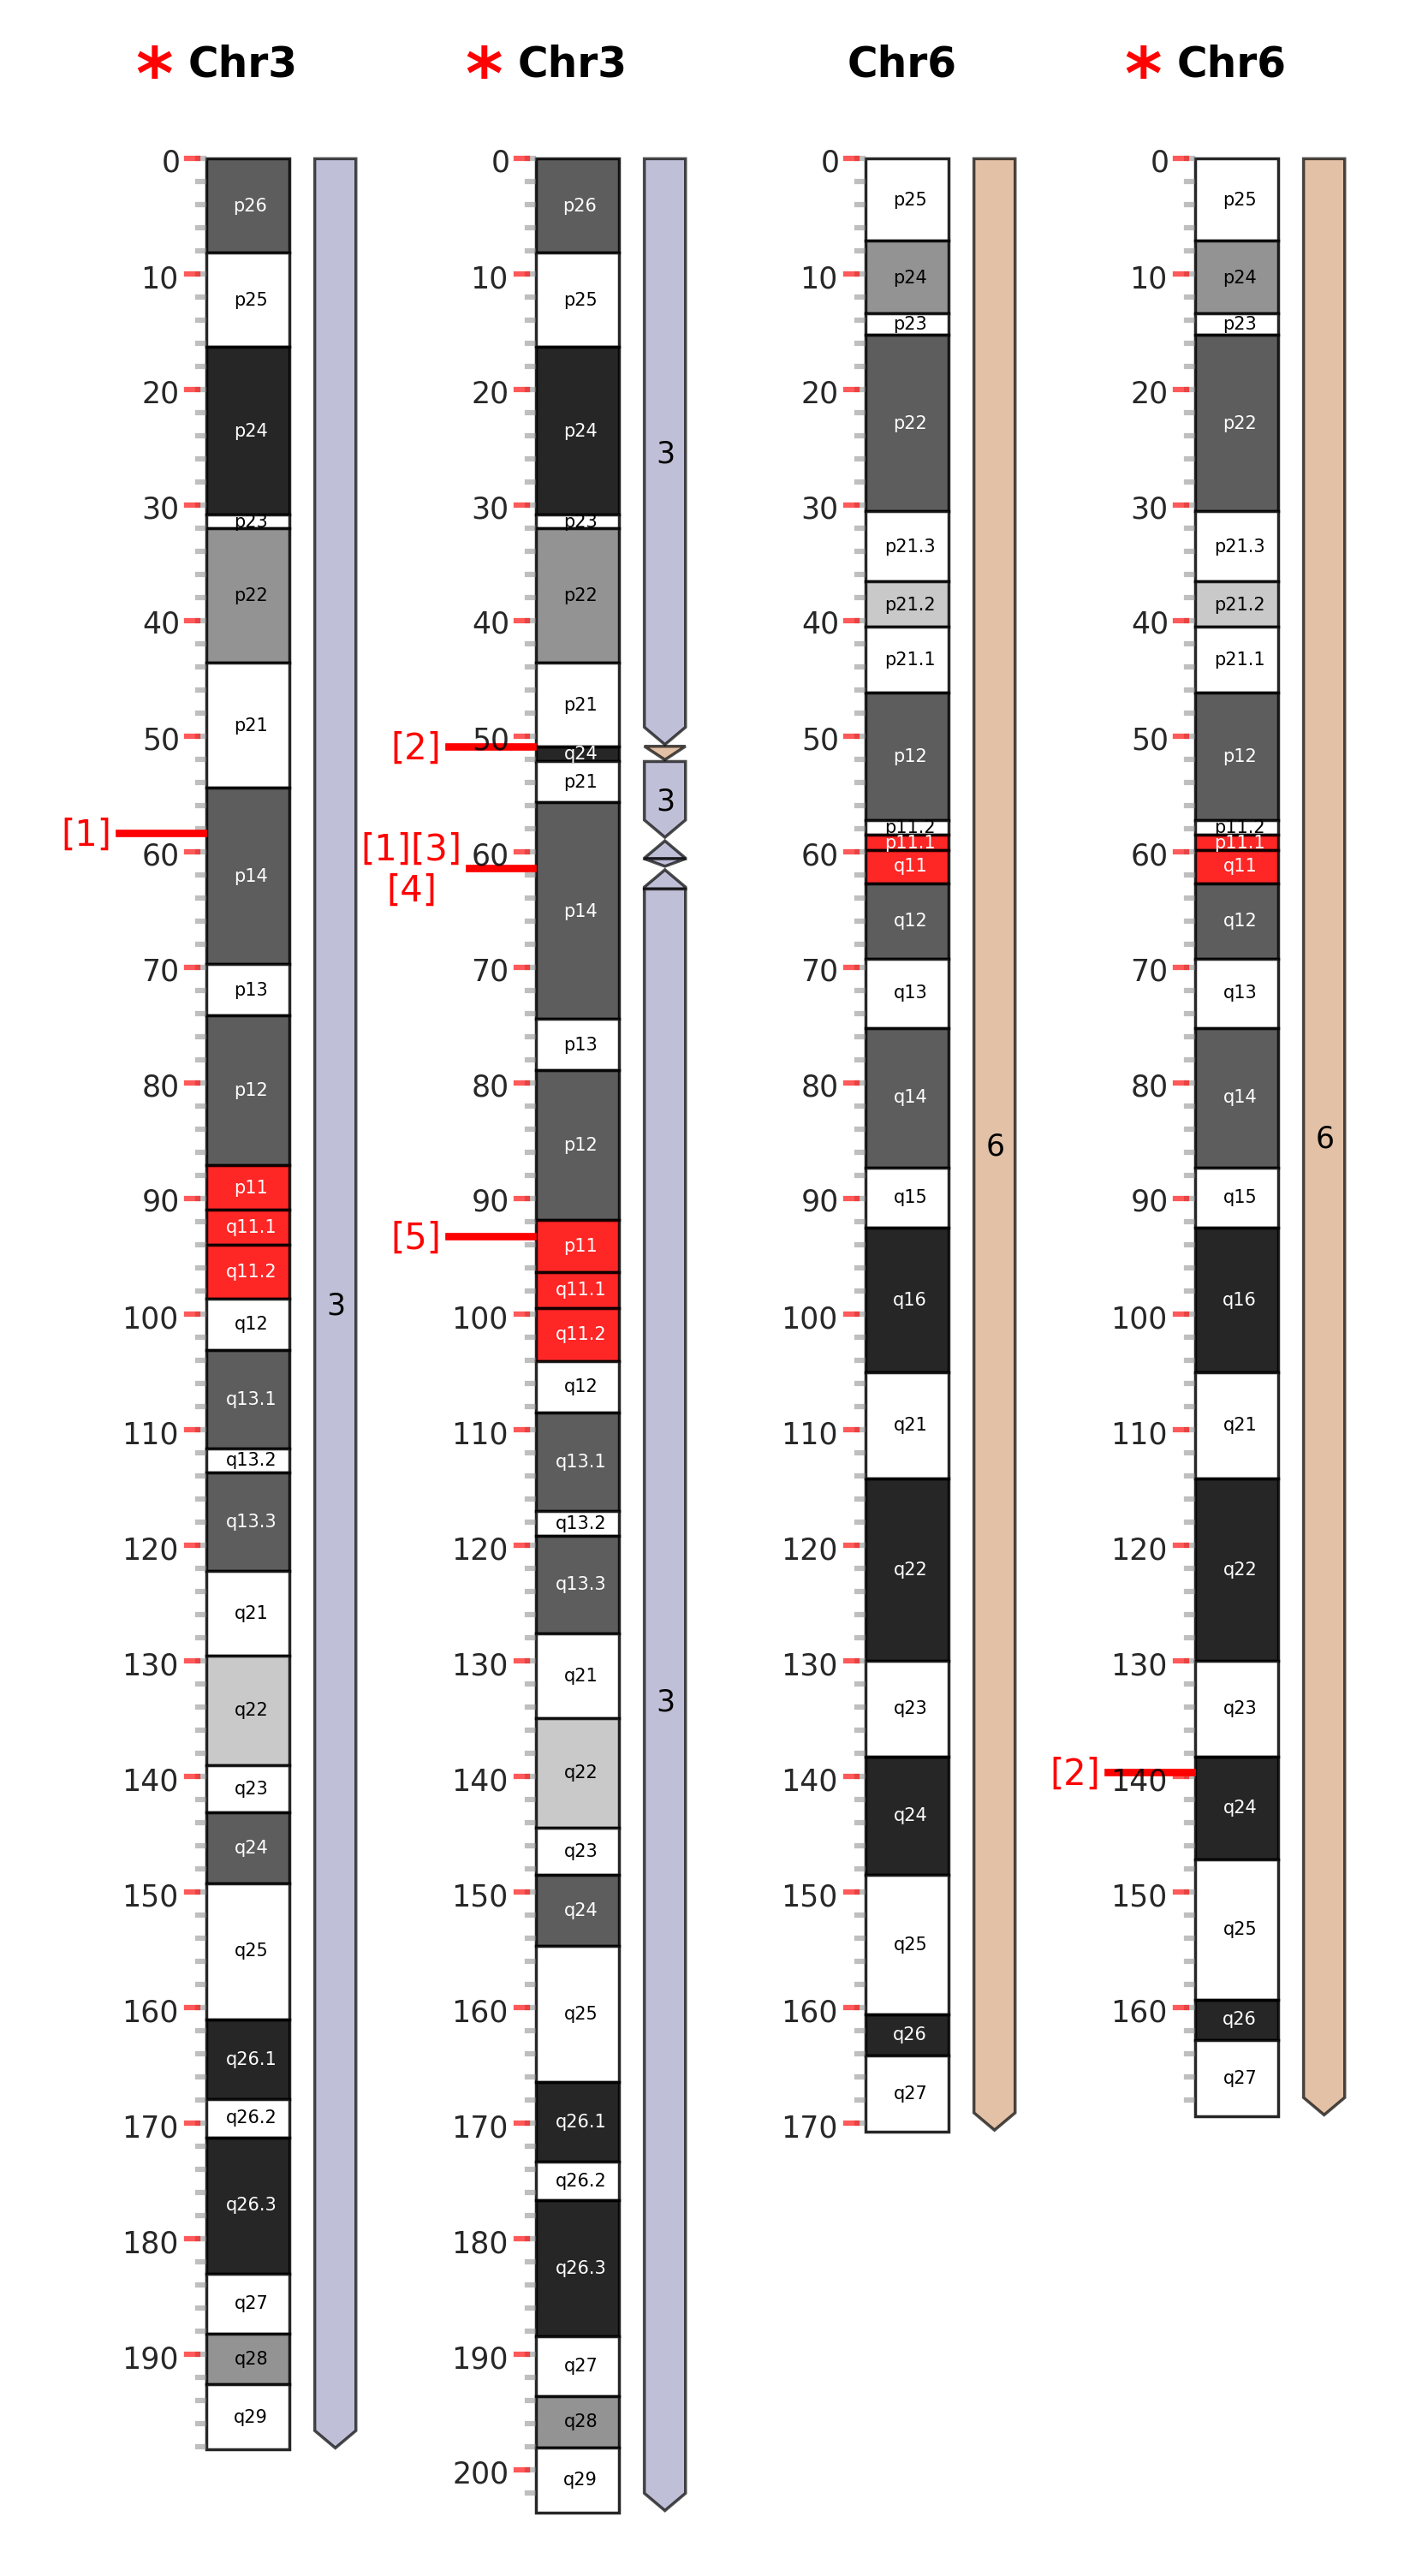 * Chr3
0
10
20
30
40
50
60
70
80
90
100
110
120
130
140
150
160
170
180
190
[1]
p26
p25
p24
p23
p22
p21
p14
p13
p12
p11
q11.1
q11.2
q12
q13.1
q13.2
q13.3
q21
q22
q23
q24
q25
q26.1
q26.2
q26.3
q27
q28
q29
3
* Chr3
0
10
20
30
40
50
60
70
80
90
100
110
120
130
140
150
160
170
180
190
200
[2]
[1][3]
[4]
[5]
p26
p25
p24
p23
p22
p21
q24
p21
p14
p13
p12
p11
q11.1
q11.2
q12
q13.1
q13.2
q13.3
q21
q22
q23
q24
q25
q26.1
q26.2
q26.3
q27
q28
q29
3
3
3
Chr6
0
10
20
30
40
50
60
70
80
90
100
110
120
130
140
150
160
170
p25
p24
p23
p22
p21.3
p21.2
p21.1
p12
p11.2
p11.1
q11
q12
q13
q14
q15
q16
q21
q22
q23
q24
q25
q26
q27
6
* Chr6
0
10
20
30
40
50
60
70
80
90
100
110
120
130
140
150
160
[2]
p25
p24
p23
p22
p21.3
p21.2
p21.1
p12
p11.2
p11.1
q11
q12
q13
q14
q15
q16
q21
q22
q23
q24
q25
q26
q27
6